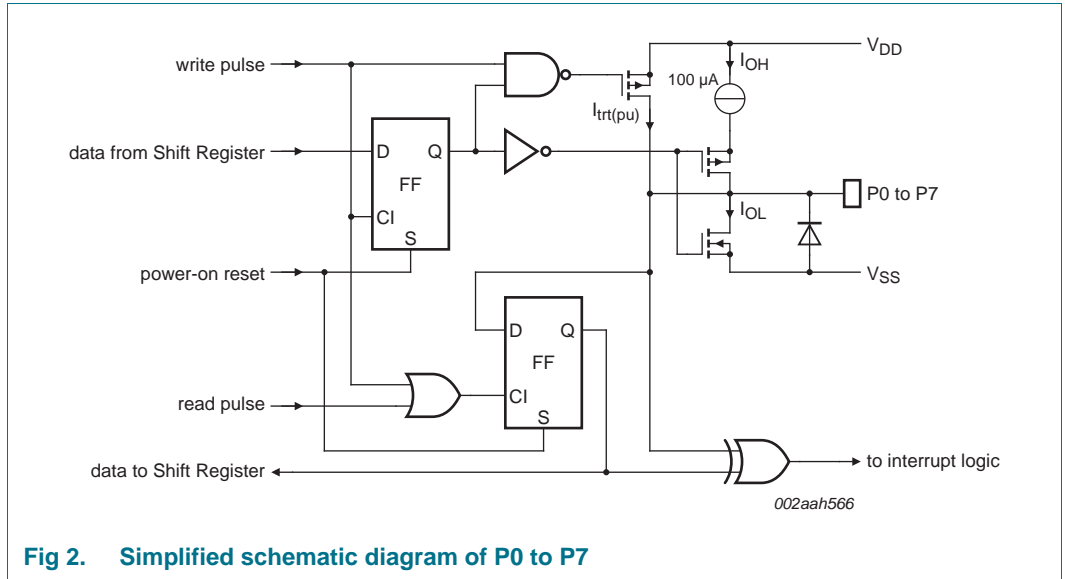 write pulse
data from Shift Register
power-on reset
read pulse
data to Shift Register
D
Q
FF
CI
S
D
Q
FF
CI
S
VDD
IOH
100 μA
Itrt(pu)
P0 to P7
IOL
VSS
to interrupt logic
002aah566
Fig 2. Simplified schematic diagram of P0 to P7